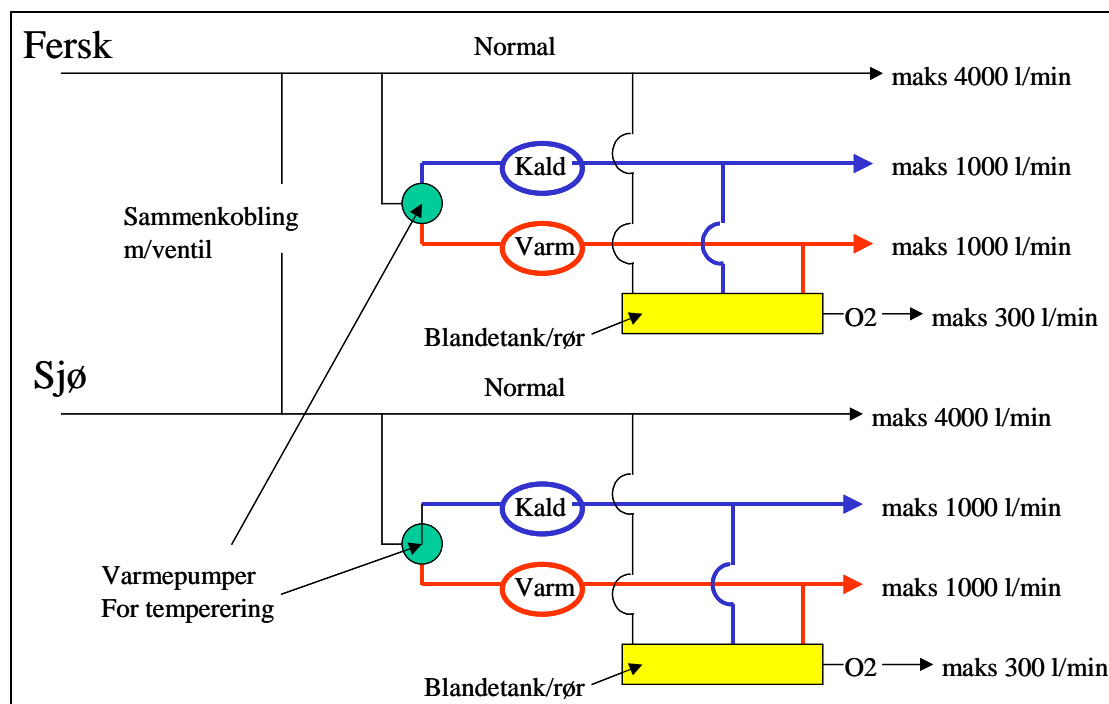 Fersk
Normal
maks 4000 l/min
Kald
maks 1000 l/min
Sammenkobling
m/ventil
Varm
maks 1000 l/min
Blandetank/rør
O2
maks 300 l/min
Sjø
Normal
maks 4000 l/min
Kald
maks 1000 l/min
Varmepumper
For temperering
Varm
maks 1000 l/min
Blandetank/rør
O2
maks 300 l/min